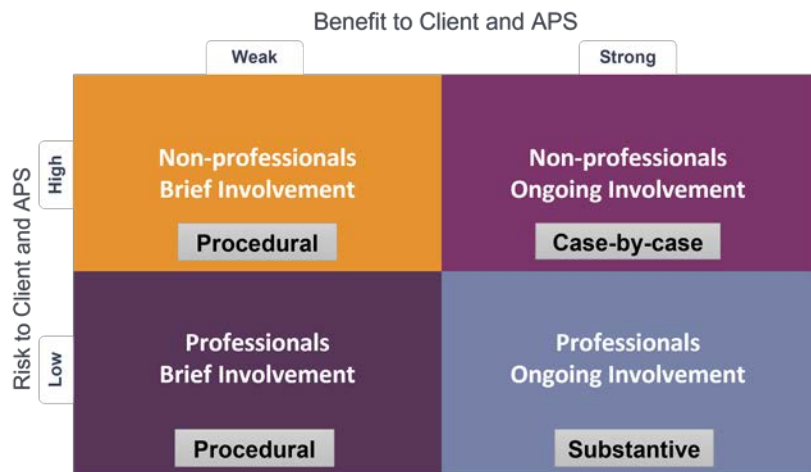 Benefit to Client and APS
Weak
Strong
Risk to Client and APS
High
Non-professionals
Brief Involvement
Procedural
Non-professionals
Ongoing Involvement
Case-by-case
Low
Professionals
Brief Involvement
Procedural
Professionals
Ongoing Involvement
Substantive